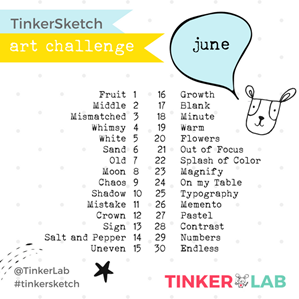 TinkerSketch
art challenge
june
Fruit 1 16 Growth
Middle 2 17 Blank
Mismatched 3 18 Minute
Whimsy 4 19 Warm
White 5 20 Flowers
Sand 6 21 Out of Focus
Old 7 22 Splash of Color
Moon 8 23 Magnify
Chaos 9 24 On my Table
Shadow 10 25 Typography
Mistake 11 26 Memento
Crown 12 27 Pastel
Sign 13 28 Contrast
Salt and Pepper 14 29 Numbers
Uneven 15 30 Endless
@TinkerLab
#tinkersketch
TINKER LAB